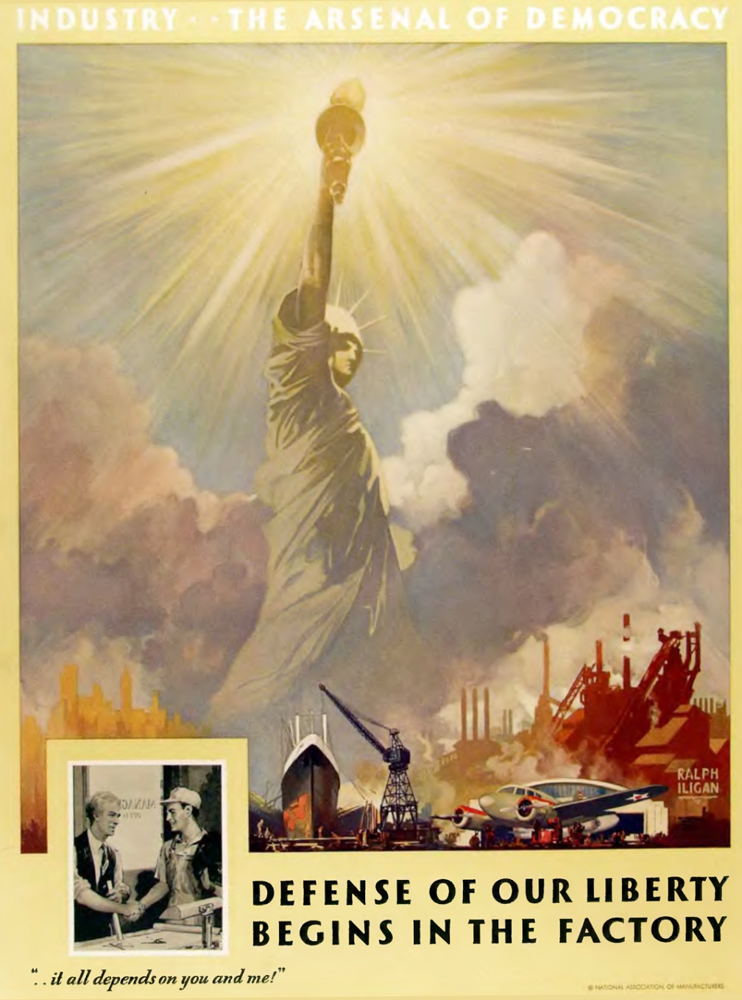 INDUSTRY · · THE ARSENAL OF DEMOCRACY
RALPH
ILIGAN
DEFENSE OF OUR LIBERTY
BEGINS IN THE FACTORY
". . it all depends on you and me!"
© NATIONAL ASSOCIATION OF MANUFACTURERS